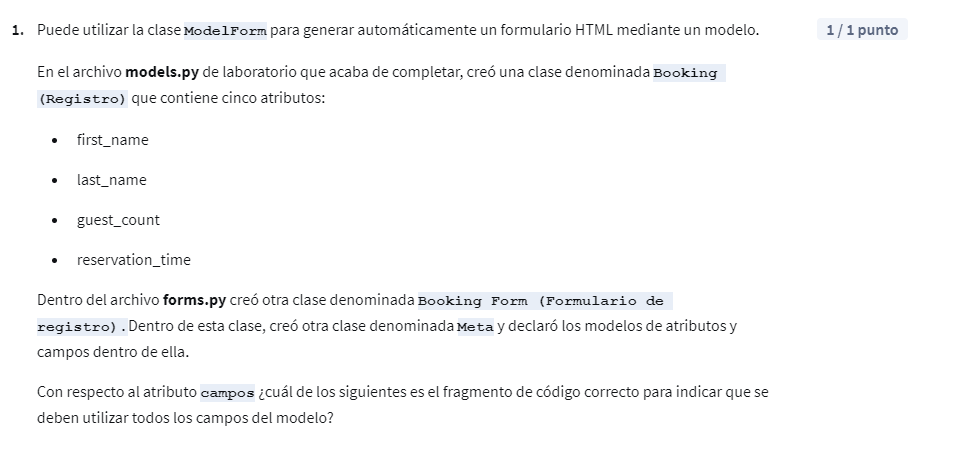 1. Puede utilizar la clase ModelForm para generar automáticamente un formulario HTML mediante un modelo. 1 / 1 punto
En el archivo models.py de laboratorio que acaba de completar, creó una clase denominada Booking
(Registro) que contiene cinco atributos:
• first_name
• last_name
• guest_count
• reservation_time
Dentro del archivo forms.py creó otra clase denominada Booking Form (Formulario de
registro).Dentro de esta clase, creó otra clase denominada Meta y declaró los modelos de atributos y
campos dentro de ella.
Con respecto al atributo campos ¿cuál de los siguientes es el fragmento de código correcto para indicar que se
deben utilizar todos los campos del modelo?